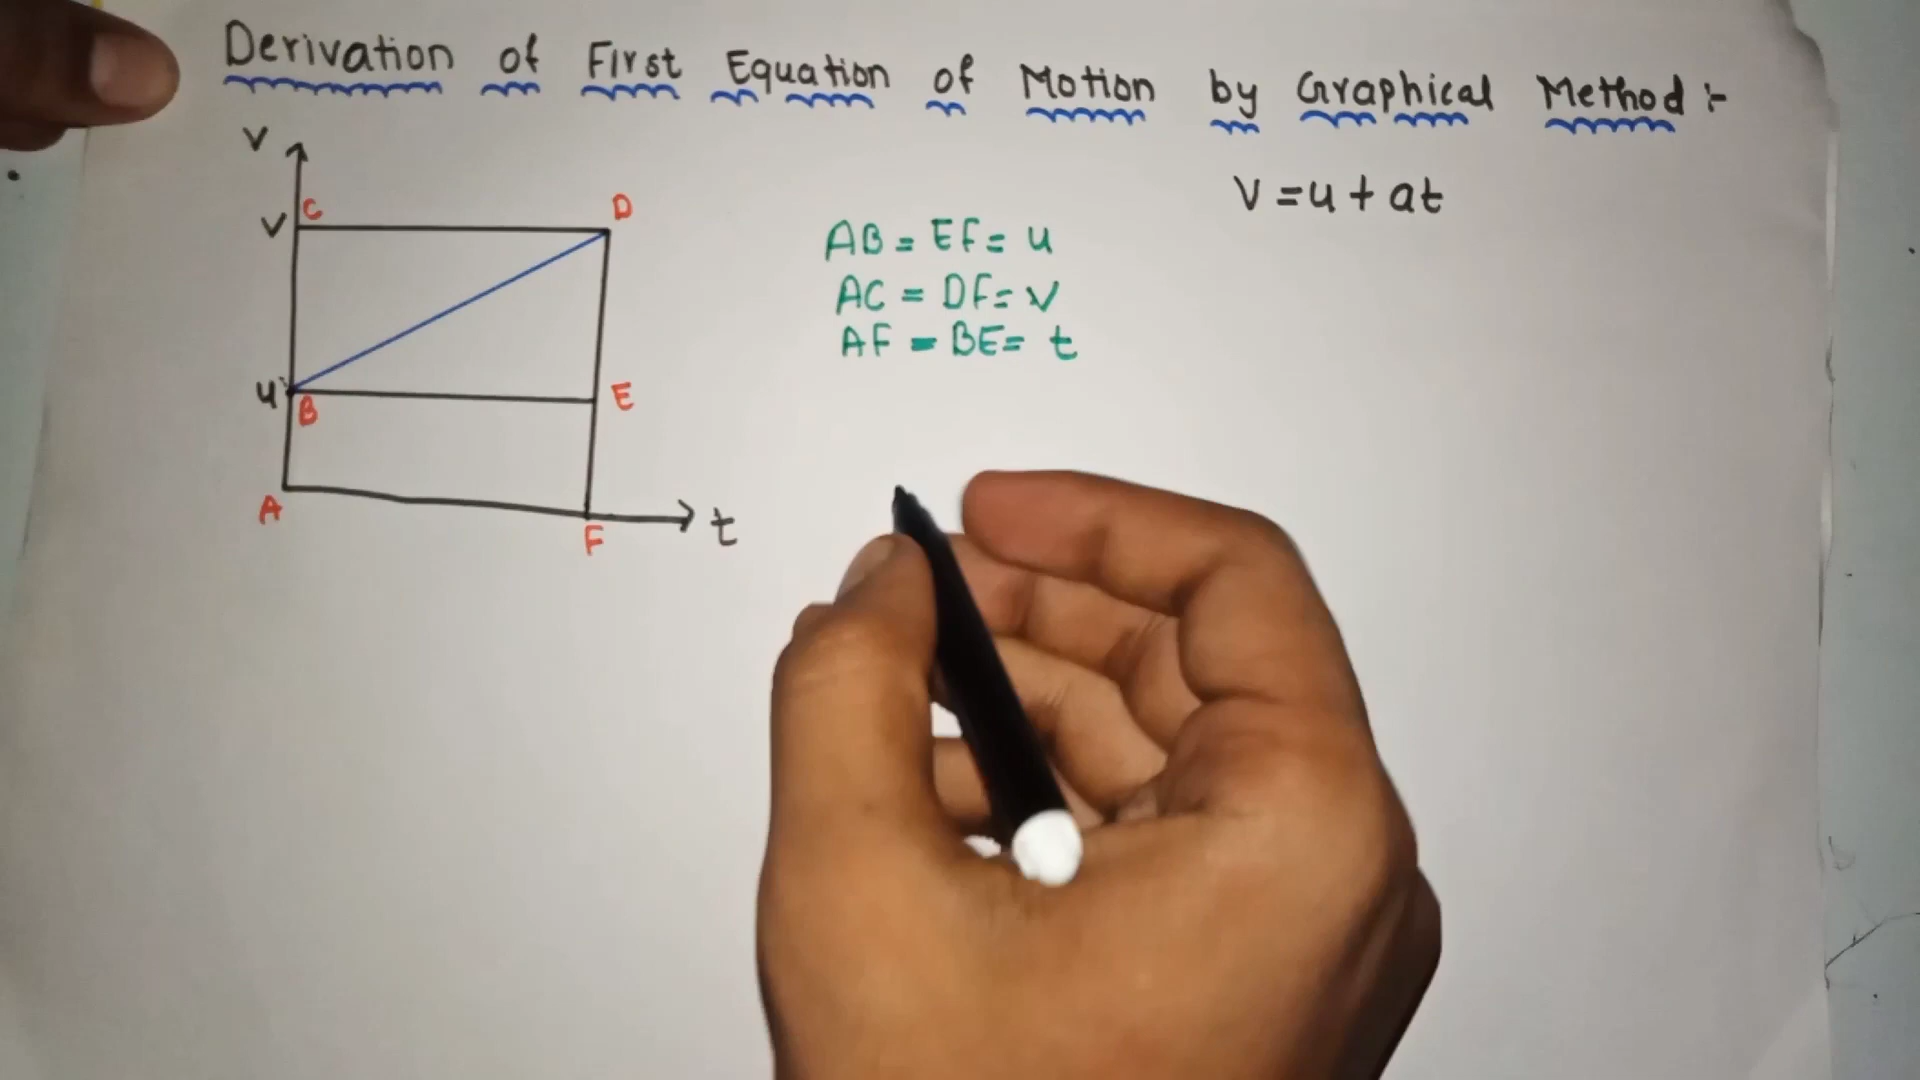 Derivation of First Equation of Motion by Graphical Method :-
V
V = u + at
C
D
V
AB = EF = u
AC = DF = v
AF = BE = t
u
B
E
A
F
t